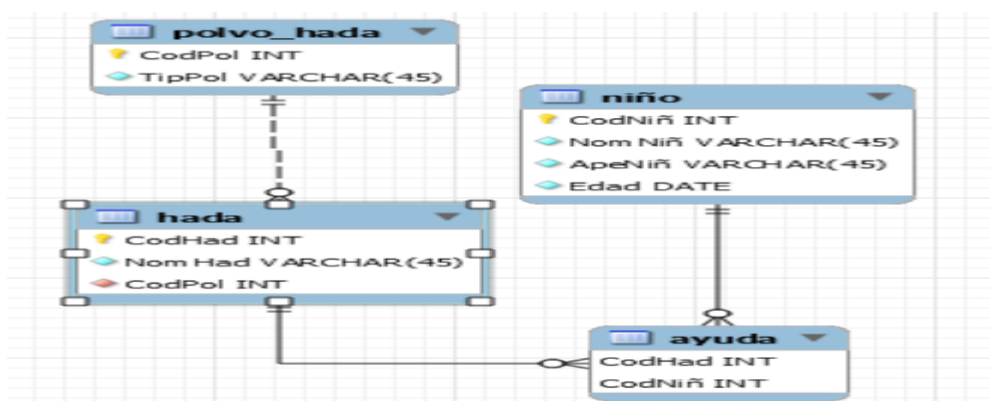 polvo_hada
CodPol INT
TipPol VARCHAR(45)
niño
CodNiñ INT
NomNiñ VARCHAR(45)
ApeNiñ VARCHAR(45)
Edad DATE
hada
CodHad INT
NomHad VARCHAR(45)
CodPol INT
ayuda
CodHad INT
CodNiñ INT